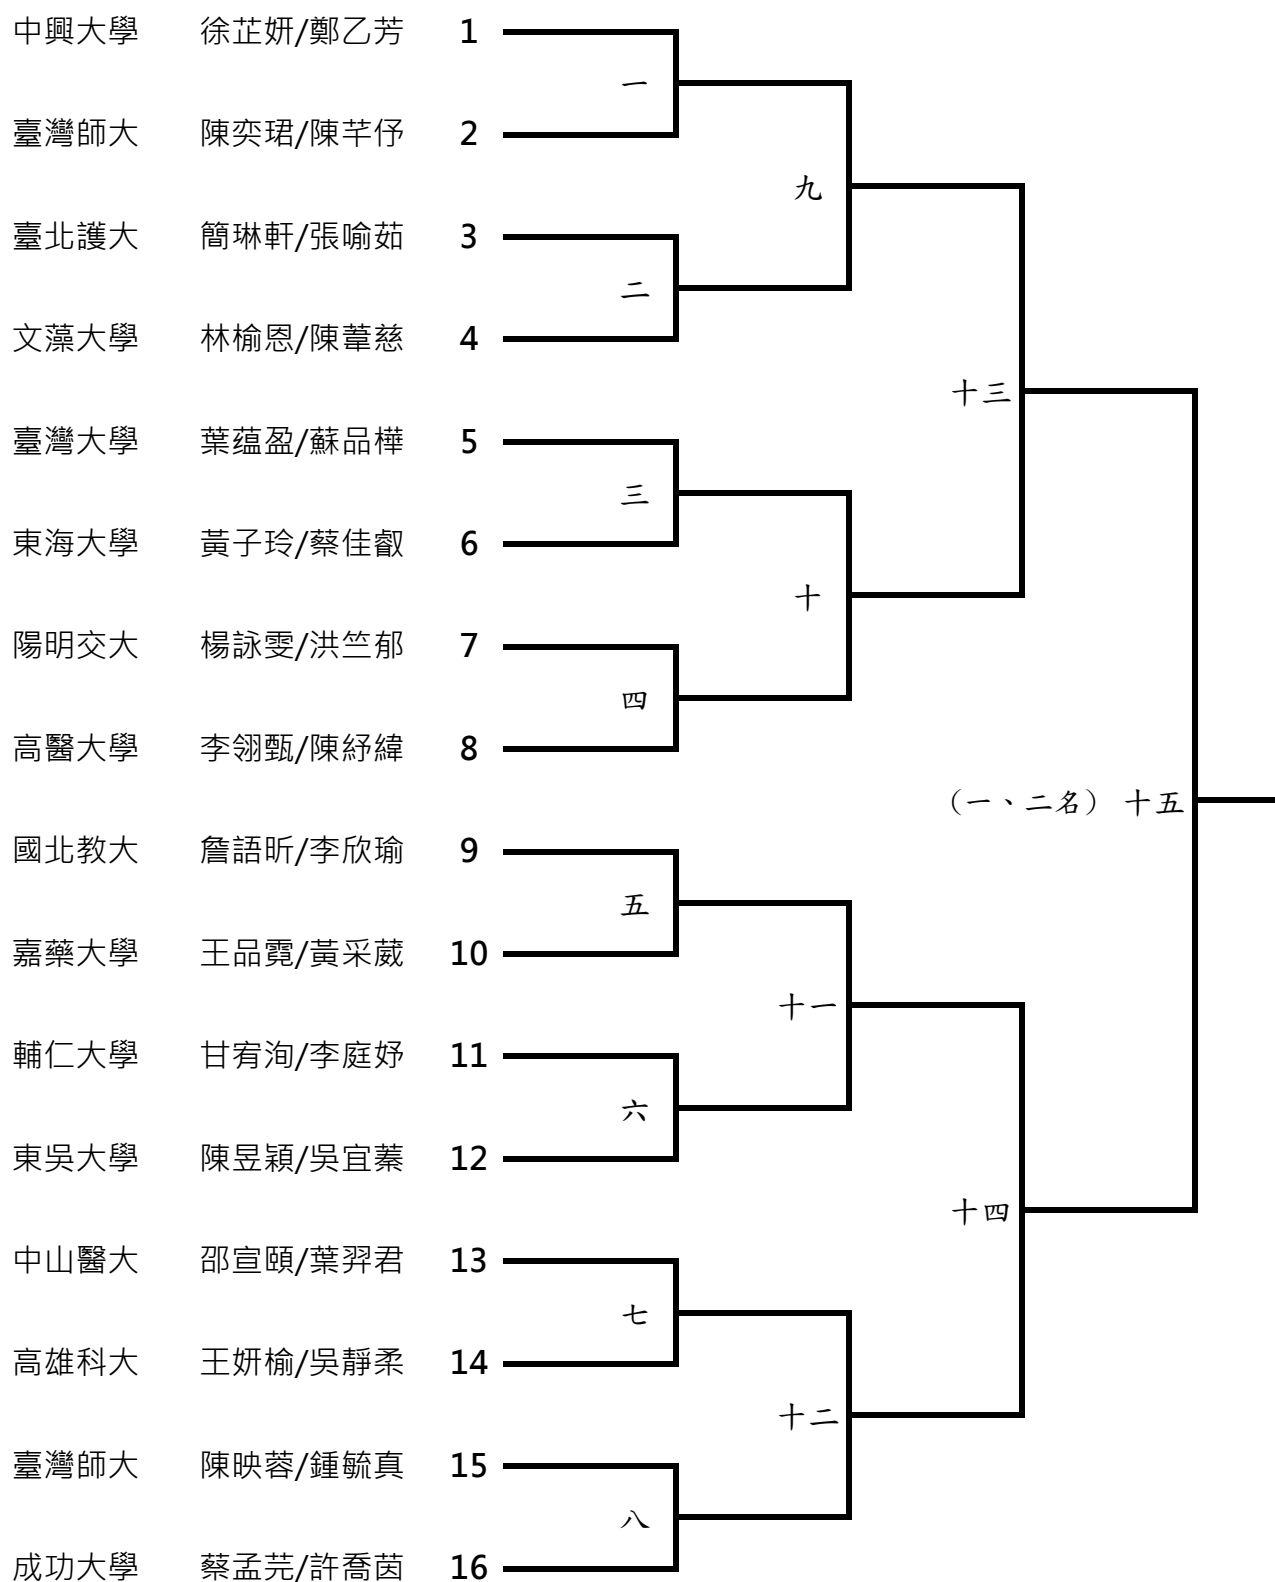 中興大學 徐芷妍/鄭乙芳 1
一
臺灣師大 陳奕珺/陳芊伃 2
九
臺北護大 簡琳軒/張喻茹 3
二
文藻大學 林榆恩/陳葦慈 4
十三
臺灣大學 葉蕴盈/蘇品樺 5
三
東海大學 黃子玲/蔡佳叡 6
十
陽明交大 楊詠雯/洪竺郁 7
四
高醫大學 李翎甄/陳紓緯 8
(一、二名) 十五
國北教大 詹語昕/李欣瑜 9
五
嘉藥大學 王品霓/黃采葳 10
十一
輔仁大學 甘宥洵/李庭妤 11
六
東吳大學 陳昱穎/吳宜蓁 12
十四
中山醫大 邵宣頤/葉羿君 13
七
高雄科大 王妍榆/吳靜柔 14
十二
臺灣師大 陳映蓉/鍾毓真 15
八
成功大學 蔡孟芫/許喬茵 16